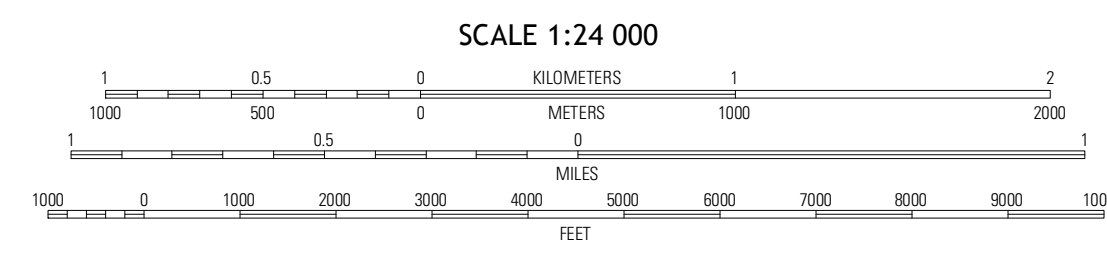 SCALE 1:24 000
1 0.5 0 KILOMETERS 1 2
1000 500 0 METERS 1000 2000
1 0.5 0 1
MILES
1000 0 1000 2000 3000 4000 5000 6000 7000 8000 9000 100
FEET